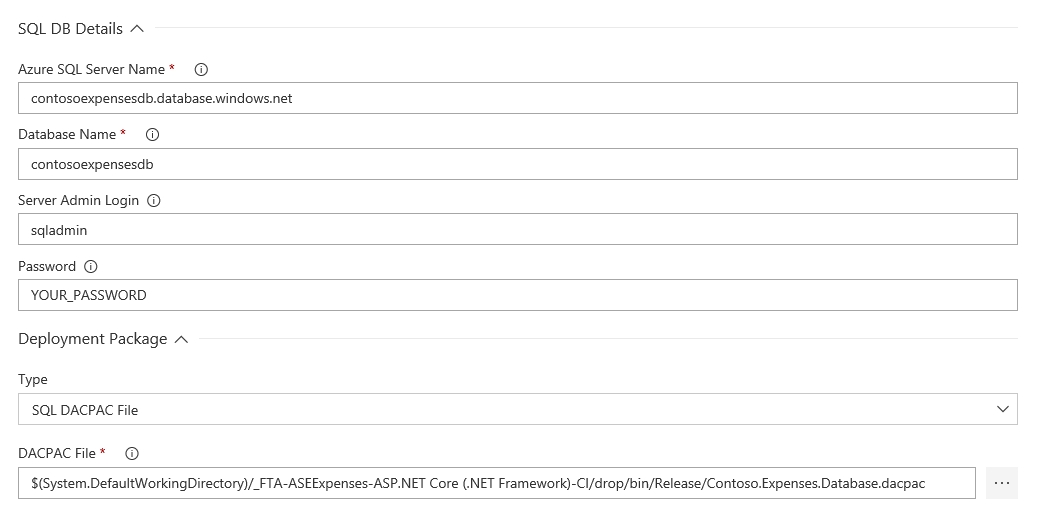 SQL DB Details
Azure SQL Server Name *
contosoexpensesdb.database.windows.net
Database Name *
contosoexpensesdb
Server Admin Login
sqladmin
Password
YOUR_PASSWORD
Deployment Package
Type
SQL DACPAC File
DACPAC File *
$(System.DefaultWorkingDirectory)/_FTA-ASEExpenses-ASP.NET Core (.NET Framework)-CI/drop/bin/Release/Contoso.Expenses.Database.dacpac